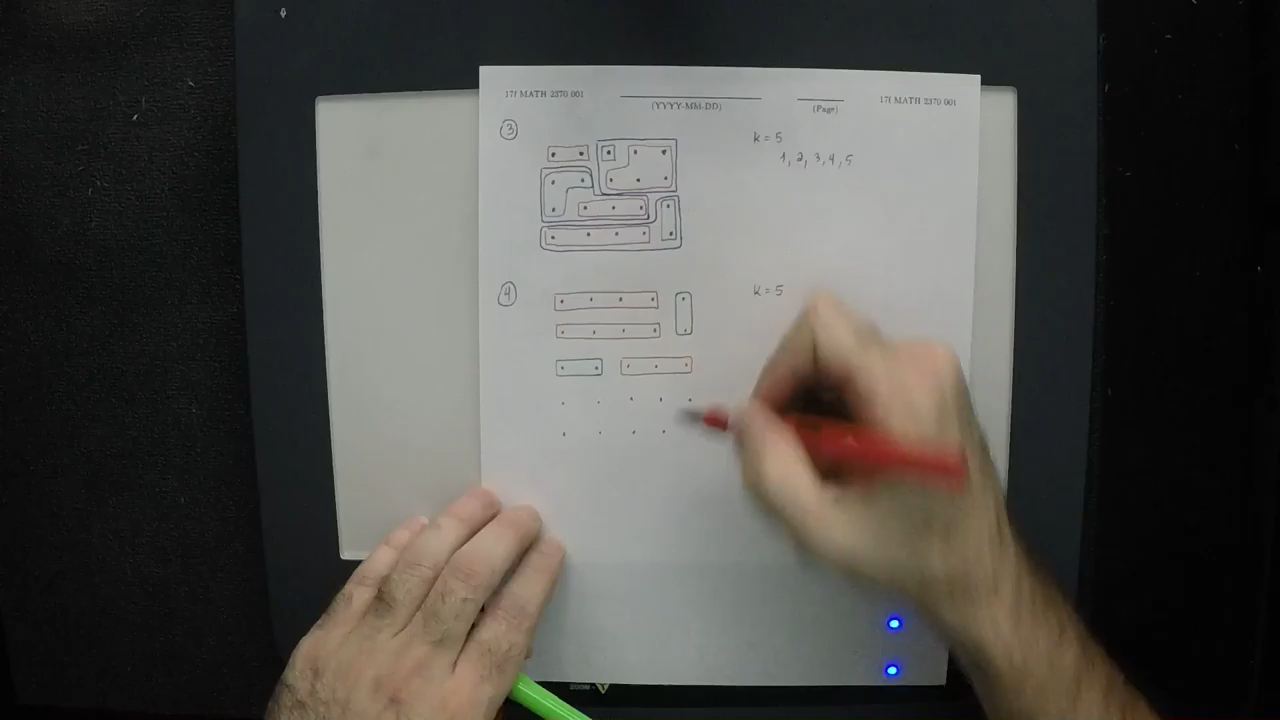 17f MATH 2370 001
(YYYY-MM-DD)
(Page)
17f MATH 2370 001
3
k = 5
1, 2, 3, 4, 5
4
k = 5
ZOOM